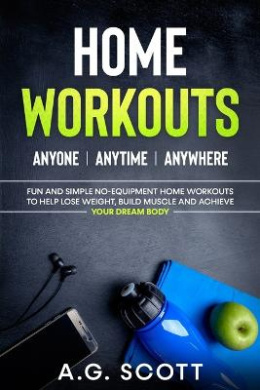 HOME
WORKOUTS
ANYONE | ANYTIME | ANYWHERE
FUN AND SIMPLE NO-EQUIPMENT HOME WORKOUTS
TO HELP LOSE WEIGHT, BUILD MUSCLE AND ACHIEVE
YOUR DREAM BODY
A.G. SCOTT